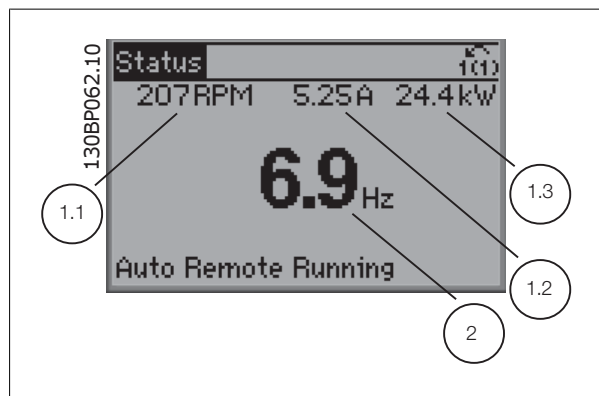 130BP062.10
Status
1(1)
207RPM 5.25A 24.4kW
6.9Hz
Auto Remote Running
1.1
1.3
1.2
2